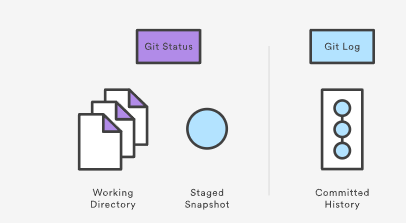 Git Status
Git Log
Working
Directory
Staged
Snapshot
Committed
History